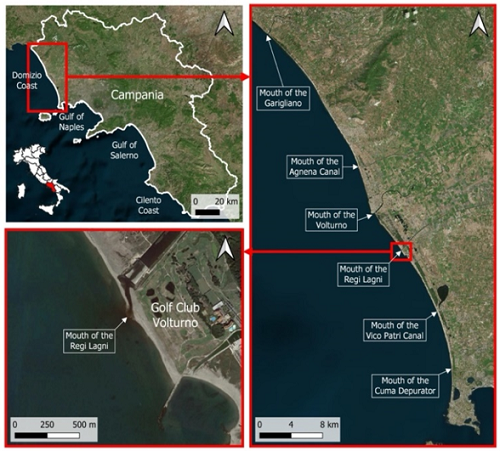 Domizio
Coast
Campania
Gulf of
Naples
Gulf of
Salerno
Cilento
Coast
0 20 km
Mouth of the
Garigliano
Mouth of the
Agnena Canal
Mouth of the
Volturno
Mouth of the
Regi Lagni
Mouth of the
Vico Patri Canal
Mouth of the
Cuma Depurator
0 4 8 km
Golf Club
Volturno
Mouth of the
Regi Lagni
0 250 500 m